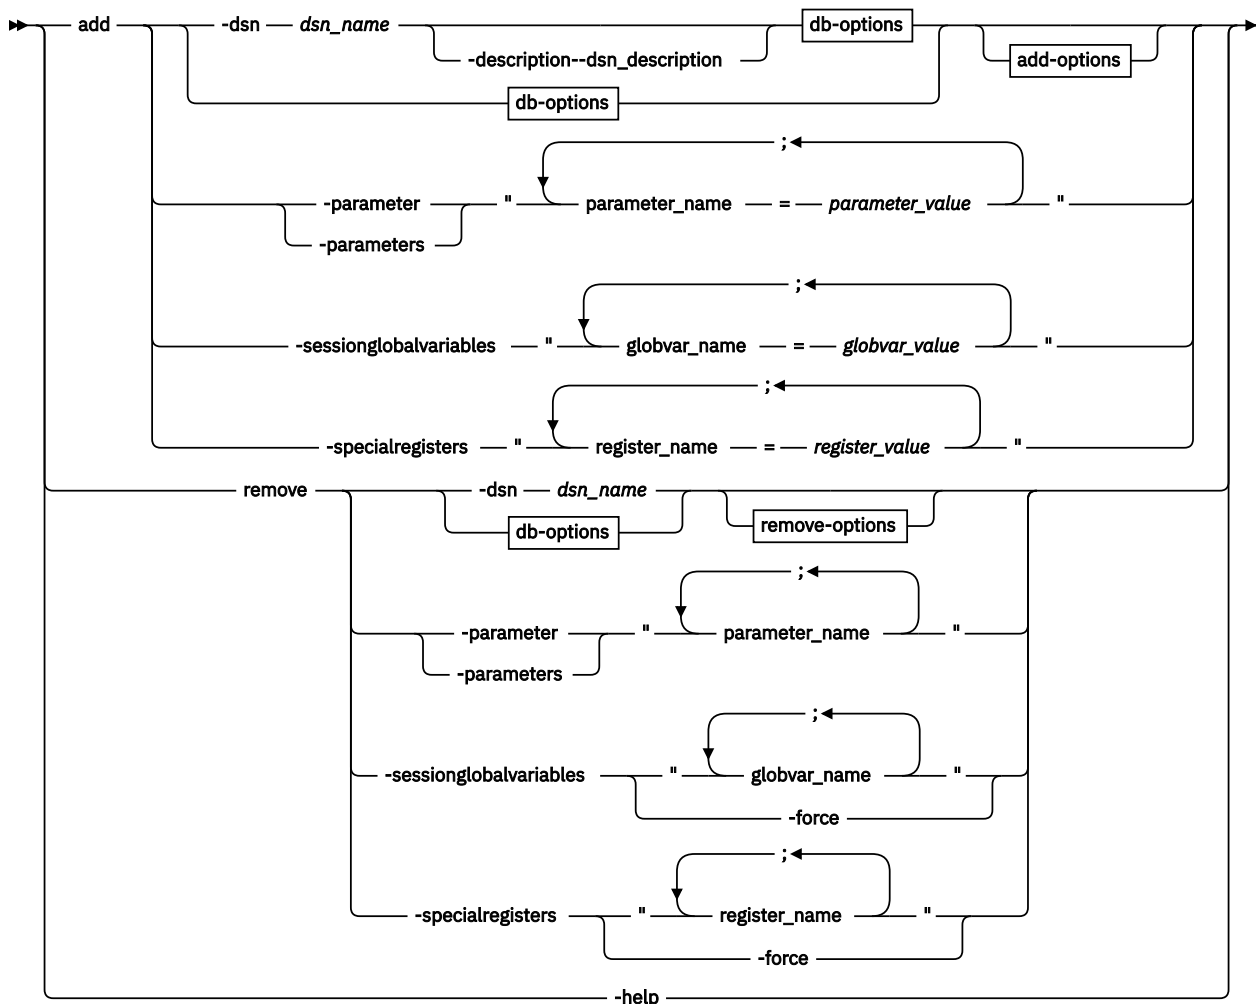 add -dsn dsn_name db-options
-description--dsn_description add-options
db-options
;
-parameter " parameter_name = parameter_value "
-parameters
;
-sessionglobalvariables " globvar_name = globvar_value "
;
-specialregisters " register_name = register_value "
remove -dsn dsn_name
db-options remove-options
;
-parameter " parameter_name "
-parameters
;
-sessionglobalvariables " globvar_name "
-force
;
-specialregisters " register_name "
-force
-help